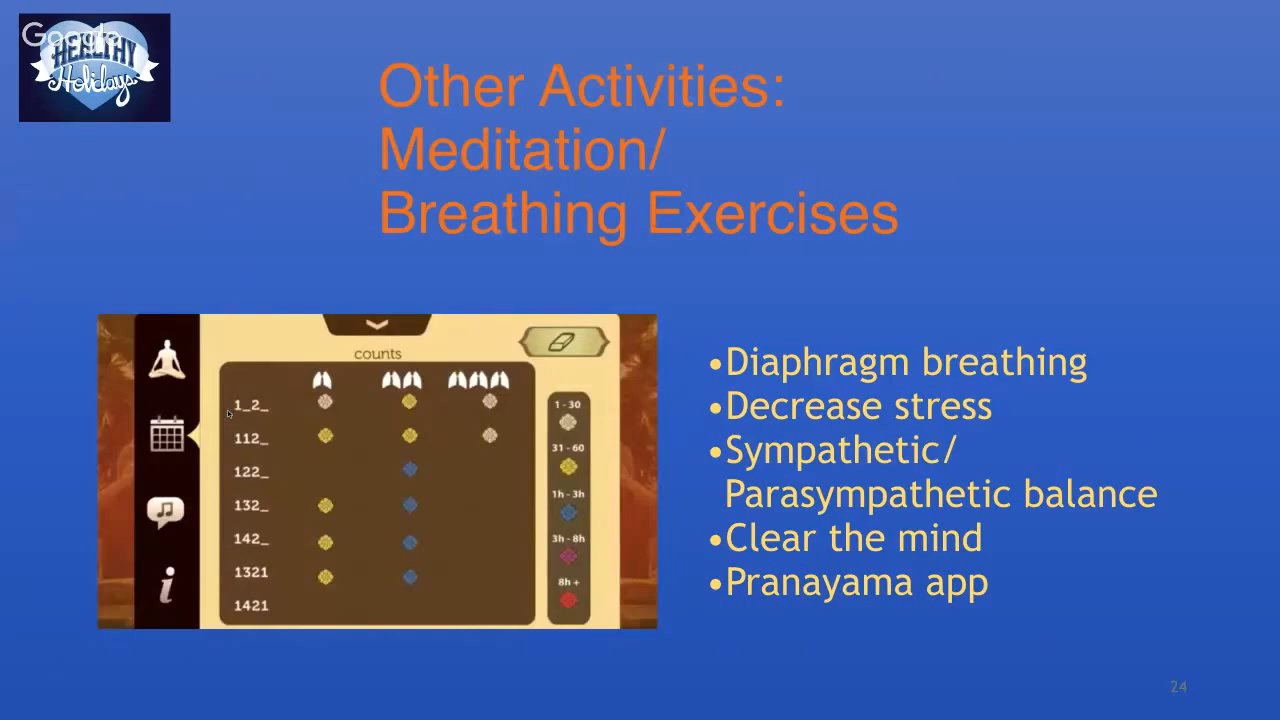 Google
HEALTHY
Holidays
Other Activities:
Meditation/
Breathing Exercises
counts
1_2_
112_
122_
132_
142_
1321
1421
1 - 30
31 - 60
1h - 3h
3h - 8h
8h +
i
•Diaphragm breathing
•Decrease stress
•Sympathetic/
Parasympathetic balance
•Clear the mind
•Pranayama app
24